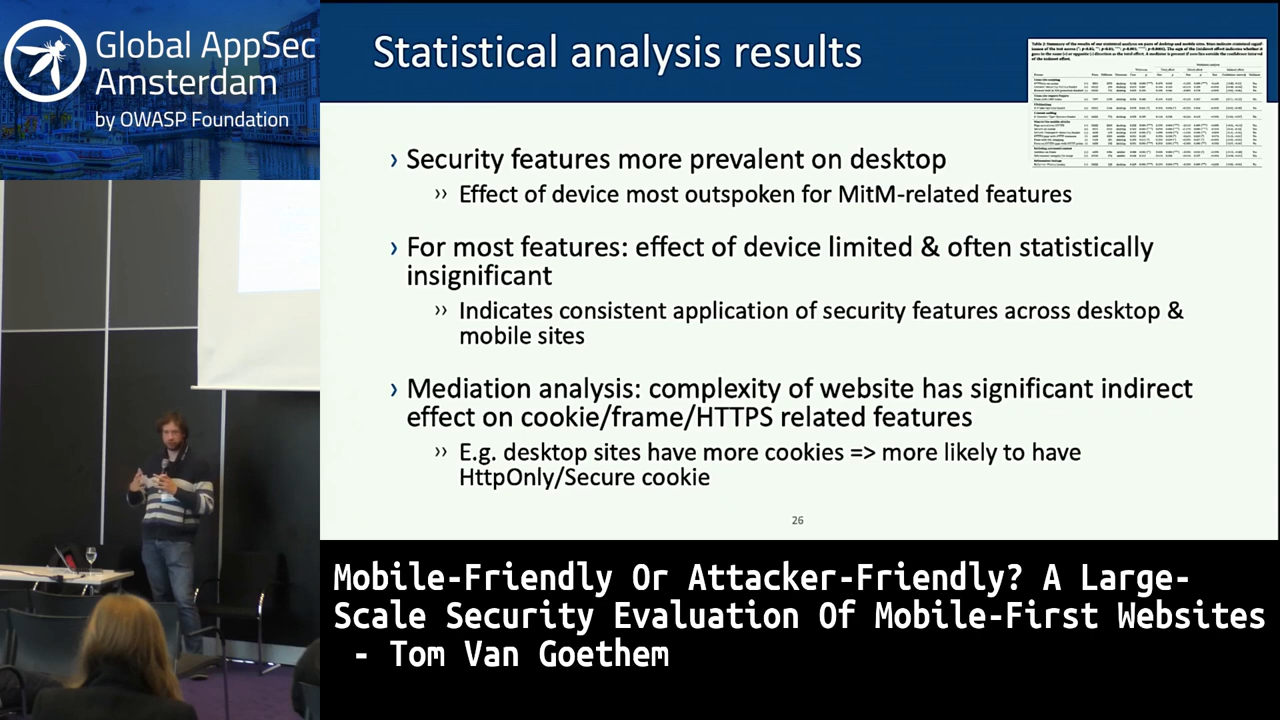 Global AppSec
Amsterdam
by OWASP Foundation
Statistical analysis results
› Security features more prevalent on desktop
›› Effect of device most outspoken for MitM-related features
› For most features: effect of device limited & often statistically
insignificant
›› Indicates consistent application of security features across desktop &
mobile sites
› Mediation analysis: complexity of website has significant indirect
effect on cookie/frame/HTTPS related features
›› E.g. desktop sites have more cookies => more likely to have
HttpOnly/Secure cookie
26
Mobile-Friendly Or Attacker-Friendly? A Large-
Scale Security Evaluation Of Mobile-First Websites
- Tom Van Goethem